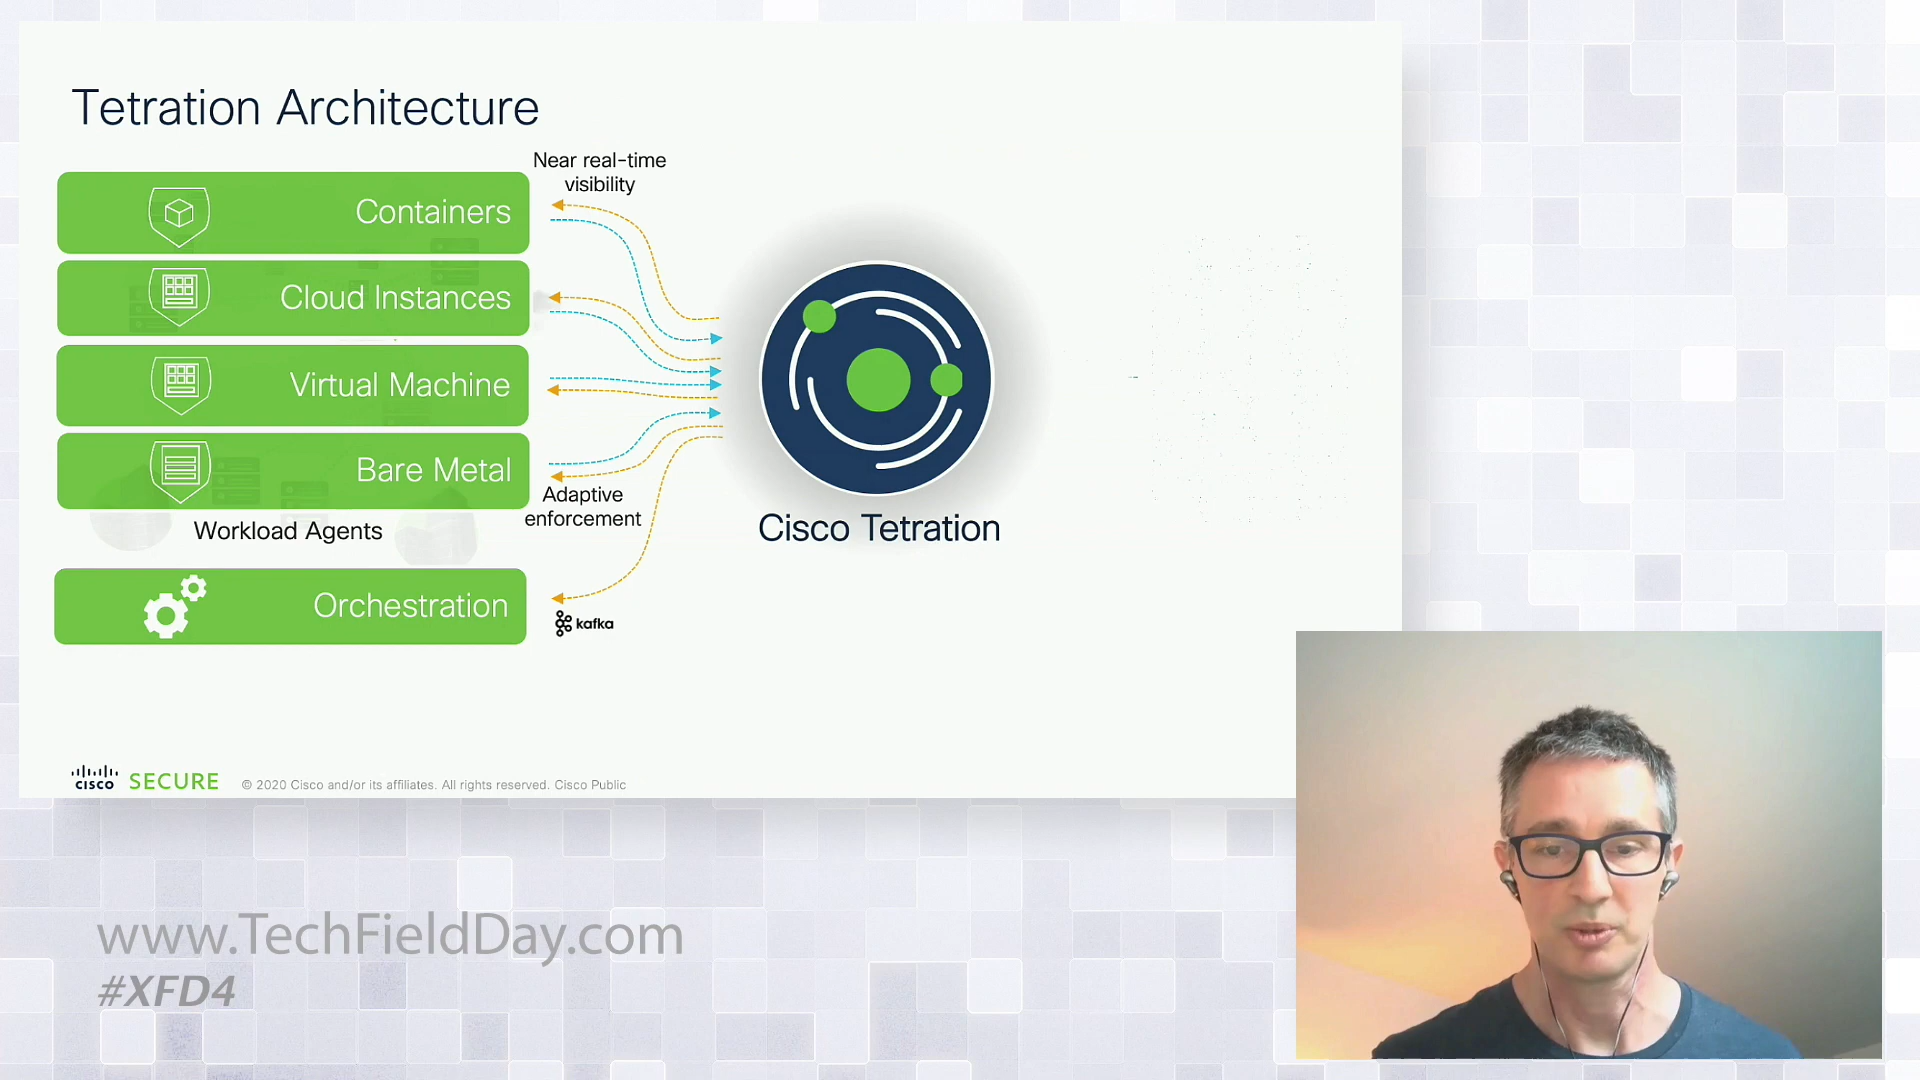 Tetration Architecture
Near real-time
visibility
Containers
Cloud Instances
Virtual Machine
Bare Metal
Adaptive
enforcement
Workload Agents
Cisco Tetration
Orchestration
kafka
cisco SECURE © 2020 Cisco and/or its affiliates. All rights reserved. Cisco Public
www.TechFieldDay.com
#XFD4